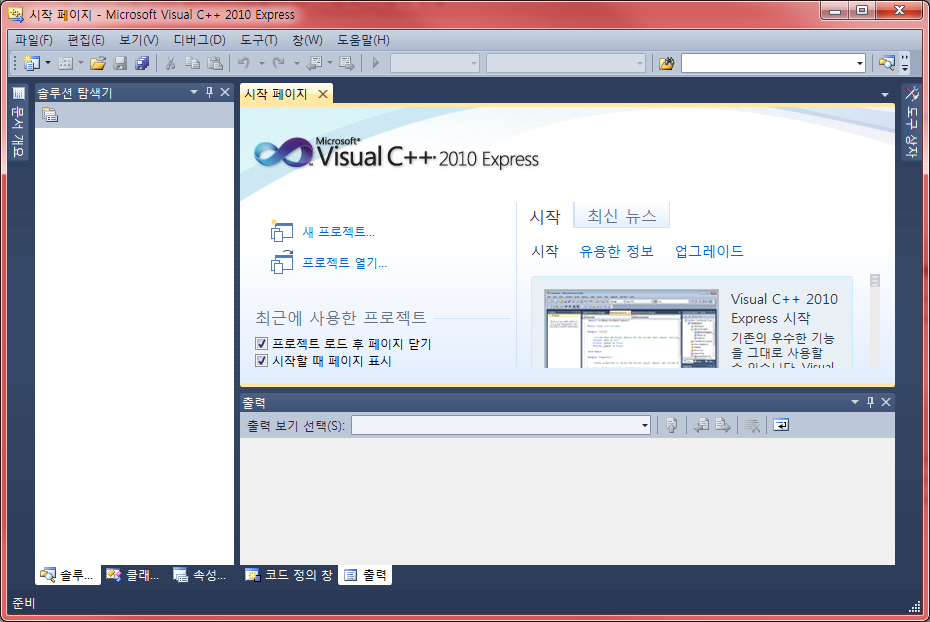 시작 페이지 - Microsoft Visual C++ 2010 Express
파일(F) 편집(E) 보기(V) 디버그(D) 도구(T) 창(W) 도움말(H)
문서 개요
솔루션 탐색기
시작 페이지
도구 상자
Microsoft®
Visual C++ 2010 Express
새 프로젝트...
프로젝트 열기...
최근에 사용한 프로젝트
프로젝트 로드 후 페이지 닫기
시작할 때 페이지 표시
시작 최신 뉴스
시작 유용한 정보 업그레이드
Visual C++ 2010
Express 시작
기존의 우수한 기능
을 그대로 사용할
수 있습니다. Visual
출력
출력 보기 선택(S):
솔루... 클래... 속성... 코드 정의 창 출력
준비